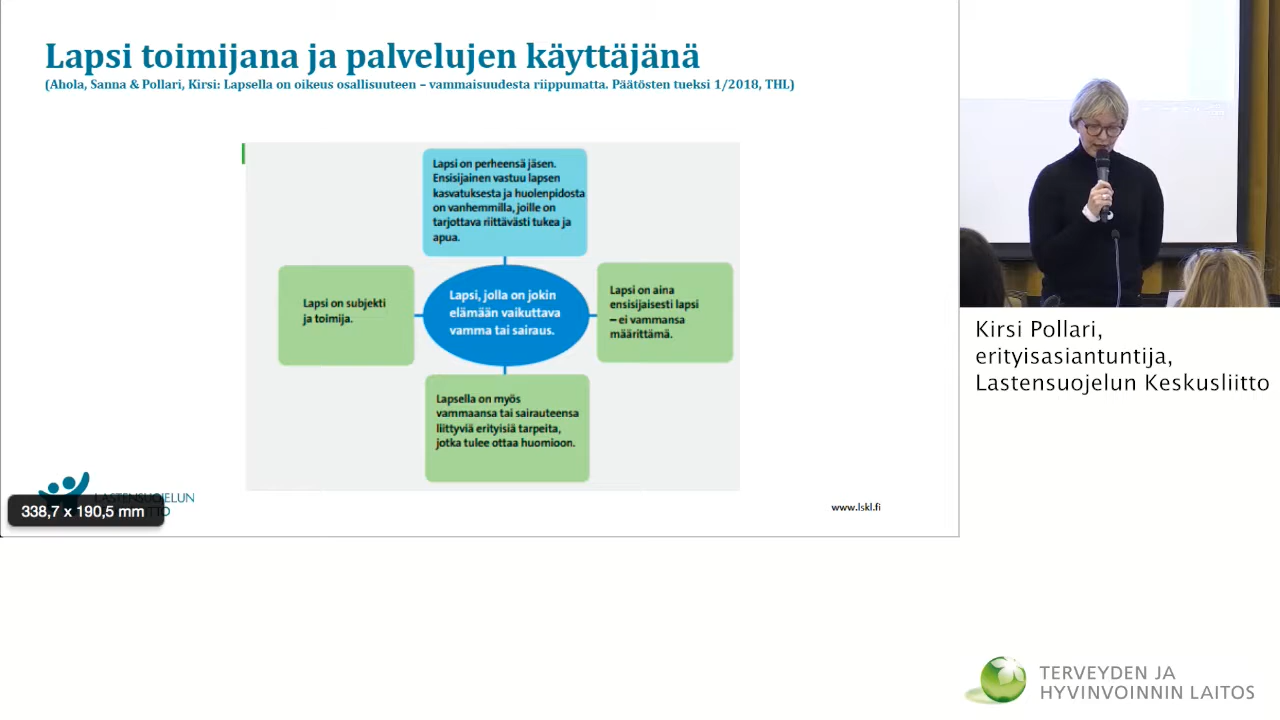 Lapsi toimijana ja palvelujen käyttäjänä
(Ahola, Sanna & Pollari, Kirsi: Lapsella on oikeus osallisuuteen – vammaisuudesta riippumatta. Päätösten tueksi 1/2018, THL)
Lapsi on perheensä jäsen.
Ensisijainen vastuu lapsen
kasvatuksesta ja huolenpidosta
on vanhemmilla, joille on
tarjottava riittävästi tukea ja
apua.
Lapsi on subjekti
ja toimija.
Lapsi, jolla on jokin
elämään vaikuttava
vamma tai sairaus.
Lapsi on aina
ensisijaisesti lapsi
– ei vammansa
määrittämä.
Lapsella on myös
vammaansa tai sairauteensa
liittyviä erityisiä tarpeita,
jotka tulee ottaa huomioon.
LASTENSUOJELUN
338,7 x 190,5 mm
www.lskl.fi
Kirsi Pollari,
erityisasiantuntija,
Lastensuojelun Keskusliitto
TERVEYDEN JA
HYVINVOINNIN LAITOS